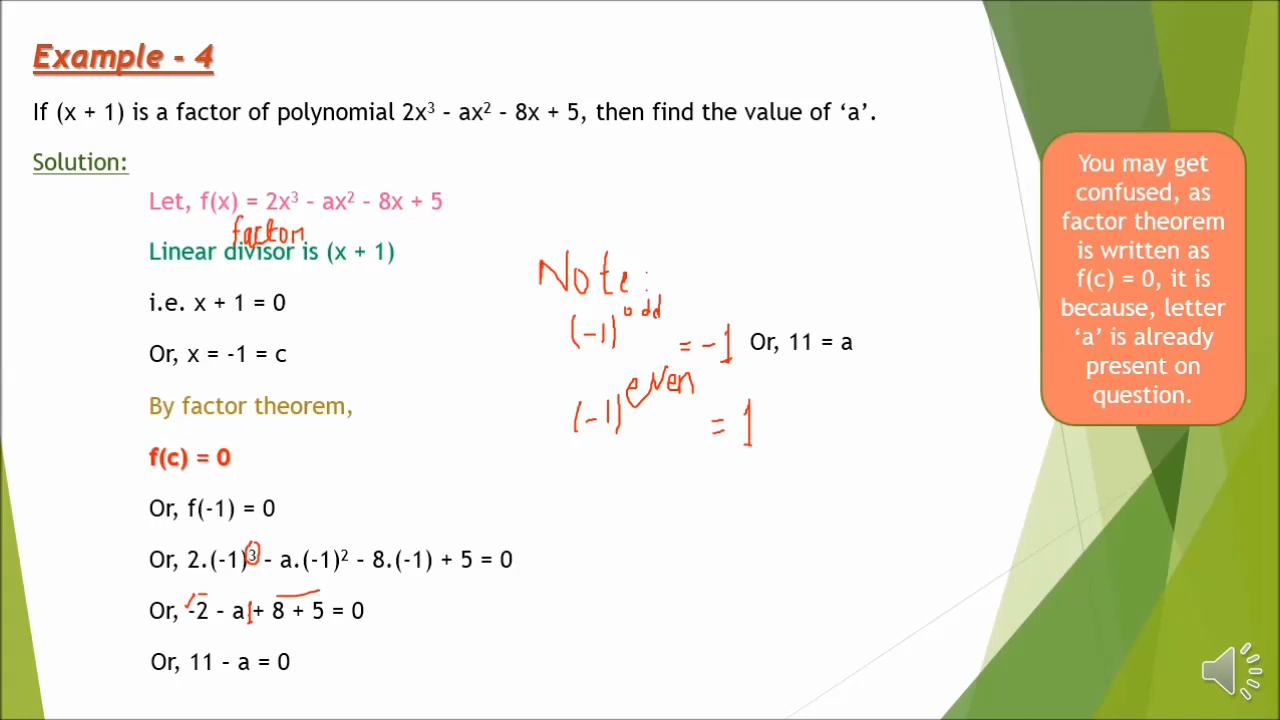 Example - 4
If (x + 1) is a factor of polynomial 2x³ – ax² – 8x + 5, then find the value of ‘a’.
Solution:
Let, f(x) = 2x³ – ax² – 8x + 5
factor
Linear divisor is (x + 1)
i.e. x + 1 = 0
Or, x = -1 = c
By factor theorem,
f(c) = 0
Or, f(-1) = 0
Or, 2.(-1)³ – a.(-1)² – 8.(-1) + 5 = 0
Or, -2 – a 1 + 8 + 5 = 0
Or, 11 – a = 0
Note:
(-1)^odd = -1
(-1)^even = 1
Or, 11 = a
You may get
confused, as
factor theorem
is written as
f(c) = 0, it is
because, letter
‘a’ is already
present on
question.